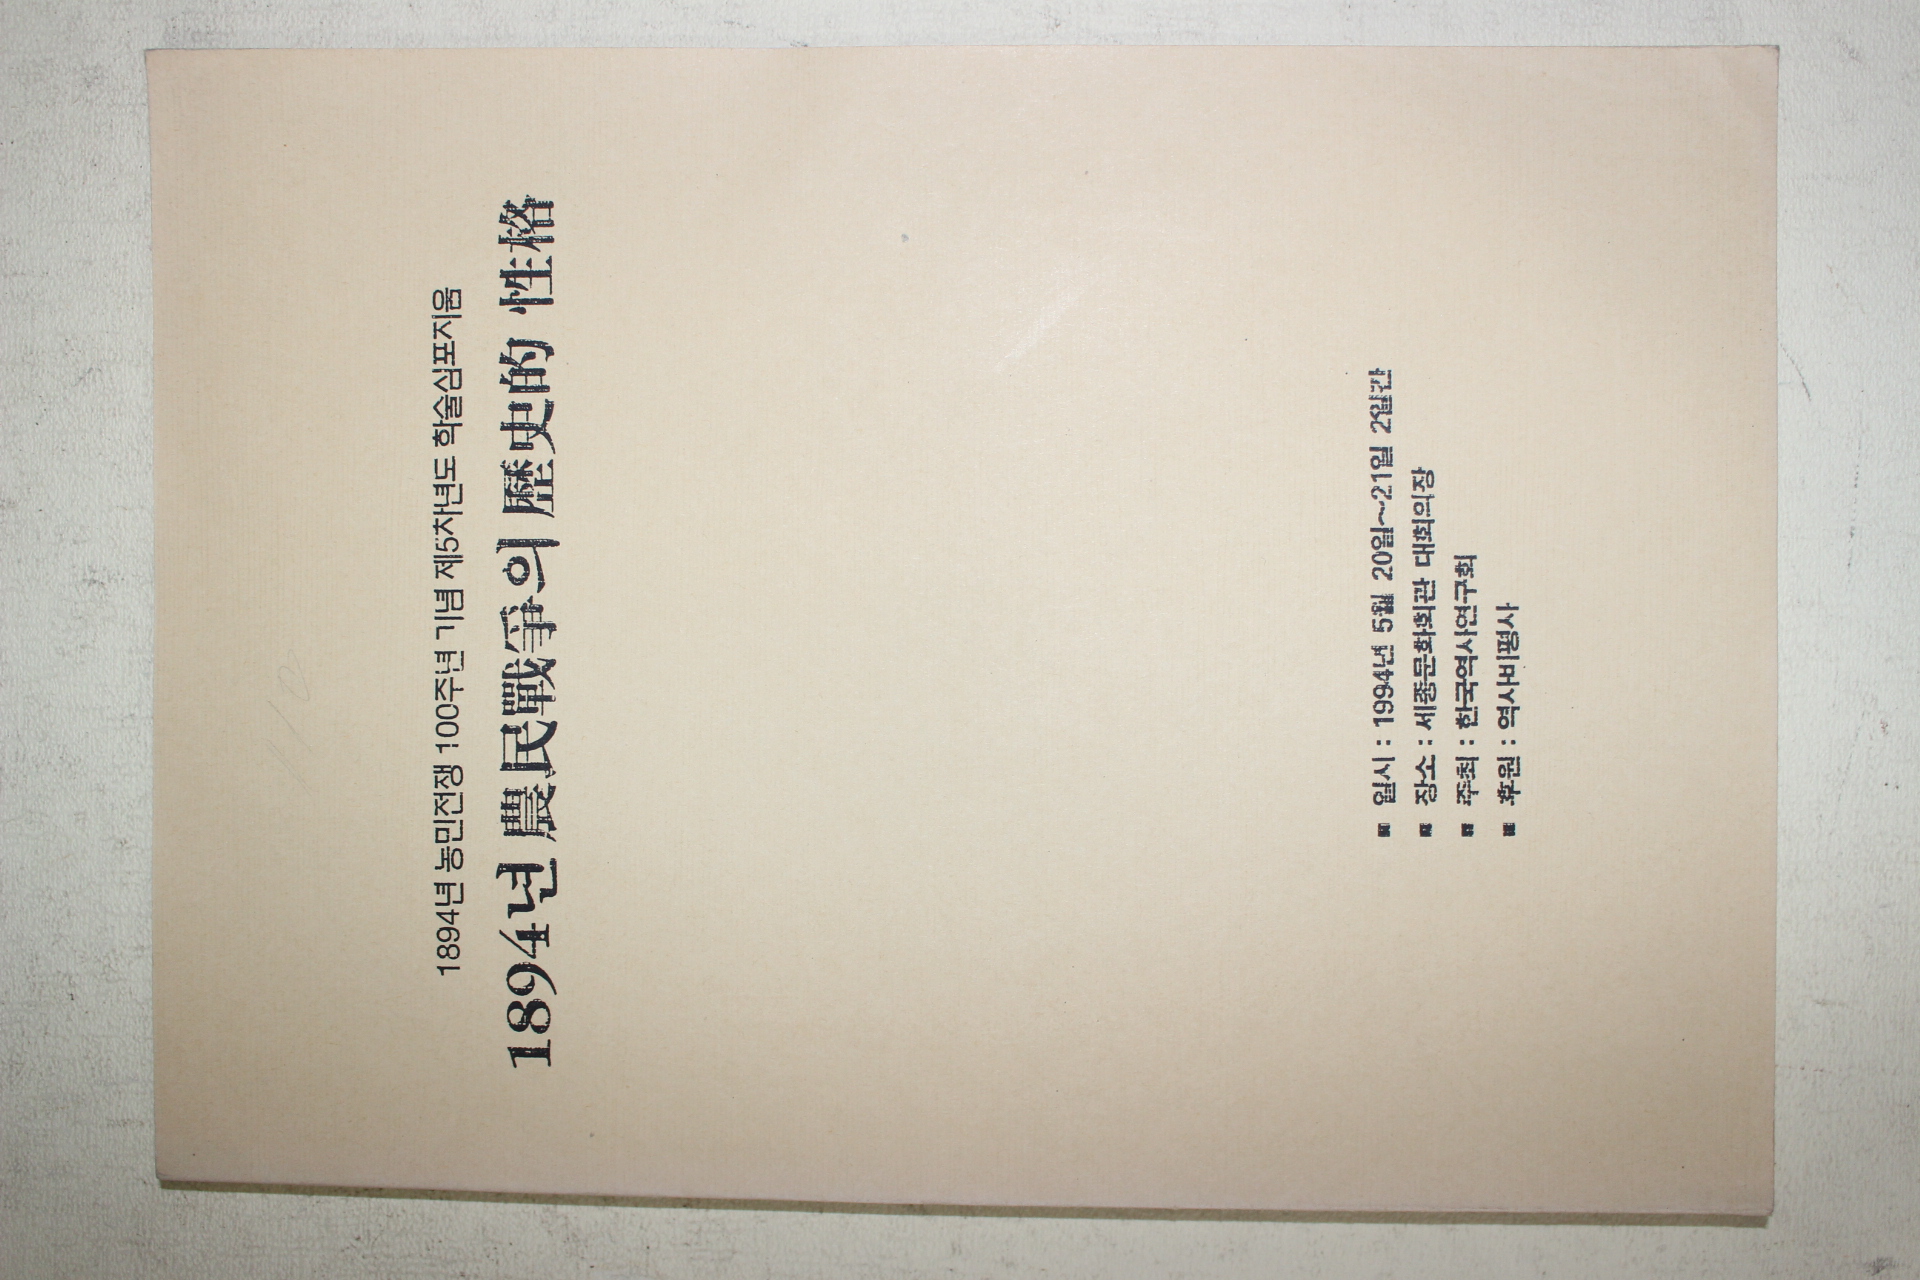 1894년 농민전쟁 100주년 기념 제5차년도 학술심포지움
1894년 農民戰爭의 歷史的 性格
■ 일시 : 1994년 5월 20일~21일 2일간
■ 장소 : 세종문화회관 대회의장
■ 주최 : 한국역사연구회
■ 후원 : 역사비평사